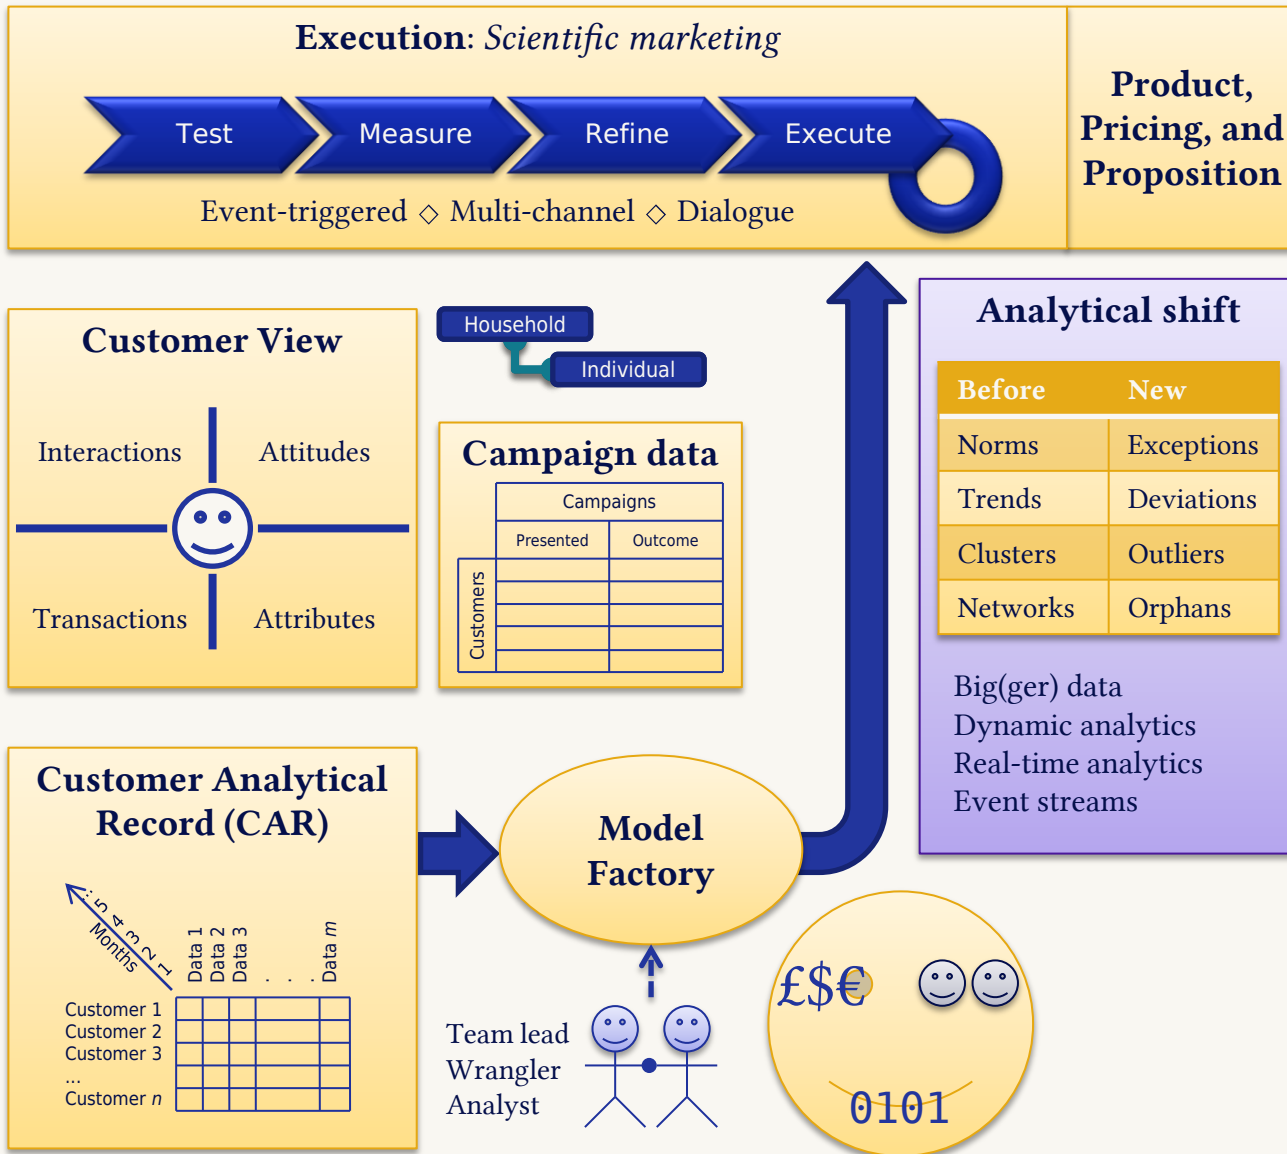 Execution: Scientific marketing
Test
Measure
Refine
Execute
Event-triggered ◇ Multi-channel ◇ Dialogue
Product,
Pricing, and
Proposition
Customer View
Interactions
Attitudes
Transactions
Attributes
Household
Individual
Campaign data
Campaigns
Presented
Outcome
Customers
Analytical shift
Before New
Norms Exceptions
Trends Deviations
Clusters Outliers
Networks Orphans
Big(ger) data
Dynamic analytics
Real-time analytics
Event streams
Customer Analytical
Record (CAR)
1 2 3 4 5 ...
Months
Data 1
Data 2
Data 3
. . .
Data m
Customer 1
Customer 2
Customer 3
...
Customer n
Model
Factory
Team lead
Wrangler
Analyst
£$€
0101